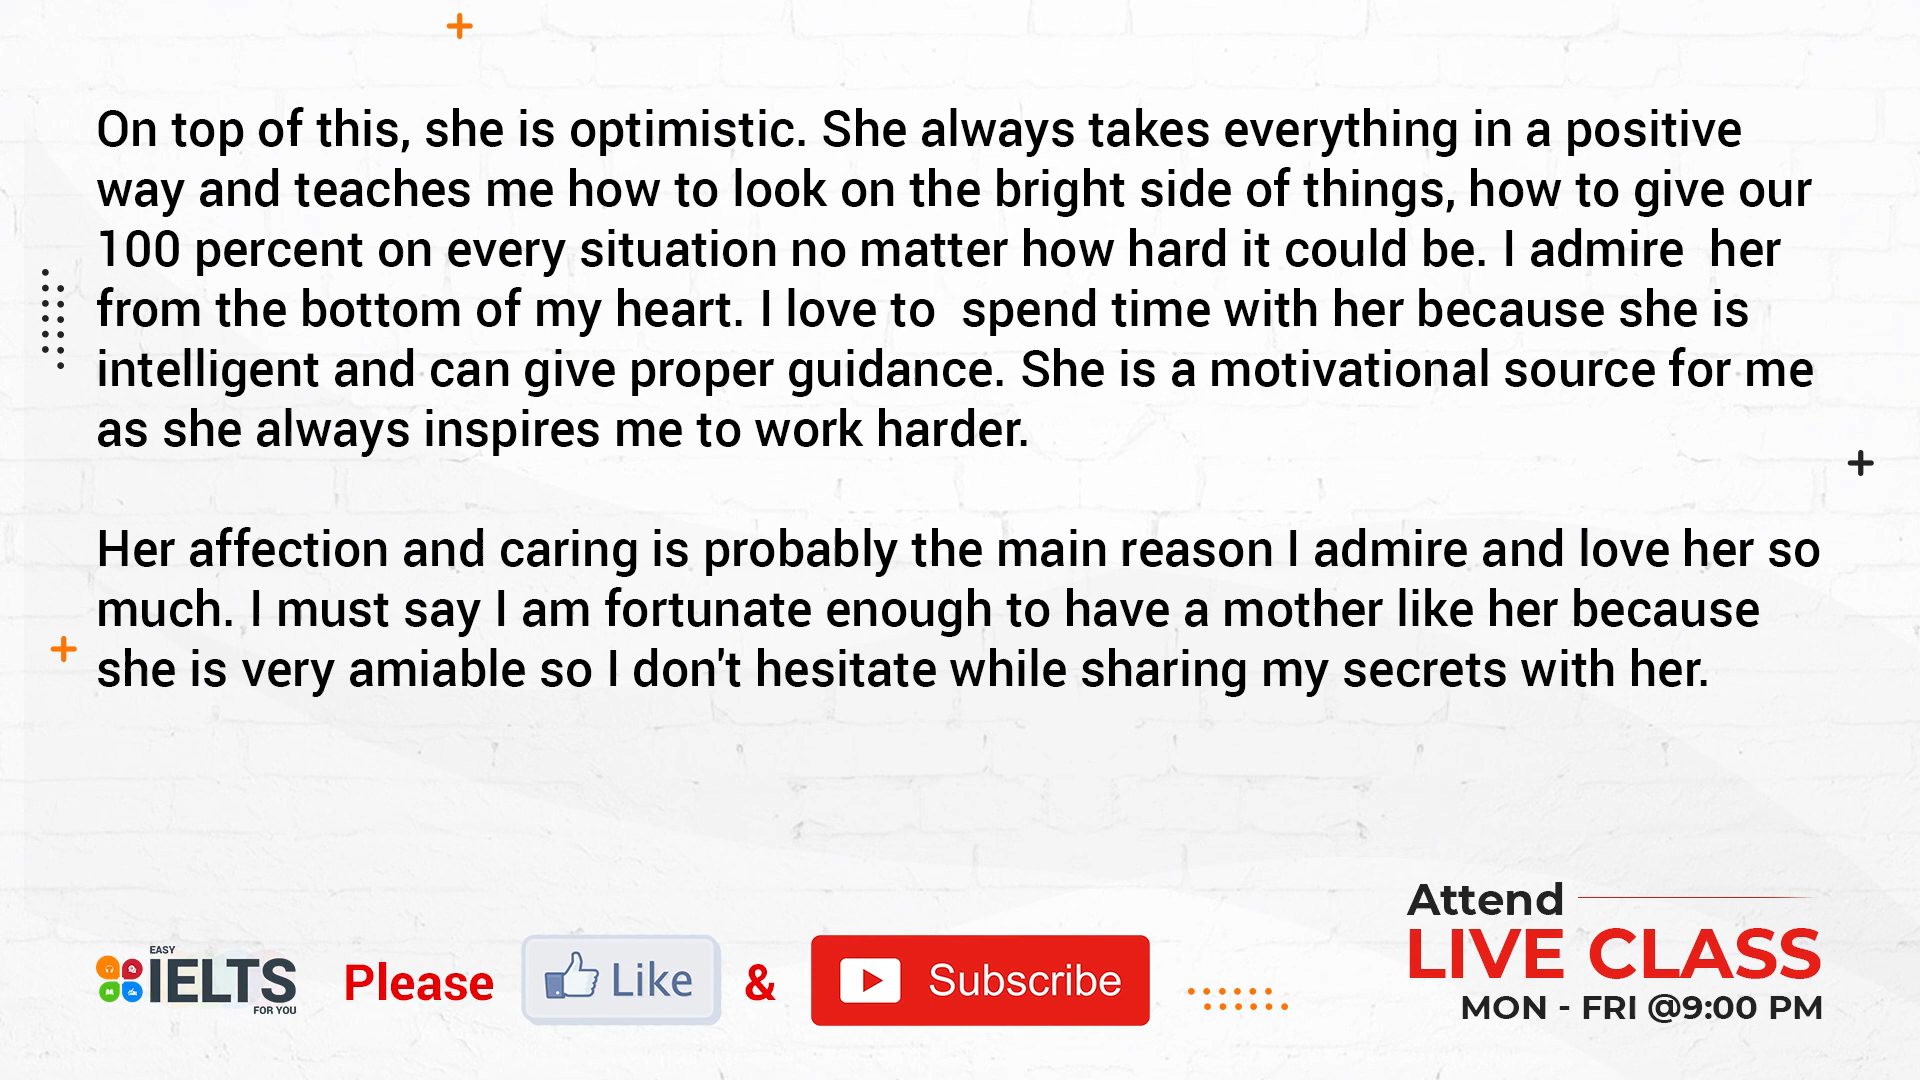 On top of this, she is optimistic. She always takes everything in a positive
way and teaches me how to look on the bright side of things, how to give our
100 percent on every situation no matter how hard it could be. I admire  her
from the bottom of my heart. I love to  spend time with her because she is
intelligent and can give proper guidance. She is a motivational source for me
as she always inspires me to work harder.
Her affection and caring is probably the main reason I admire and love her so
much. I must say I am fortunate enough to have a mother like her because
she is very amiable so I don't hesitate while sharing my secrets with her.
EASY
IELTS
FOR YOU
Please
Like
&
Subscribe
Attend
LIVE CLASS
MON - FRI @9:00 PM